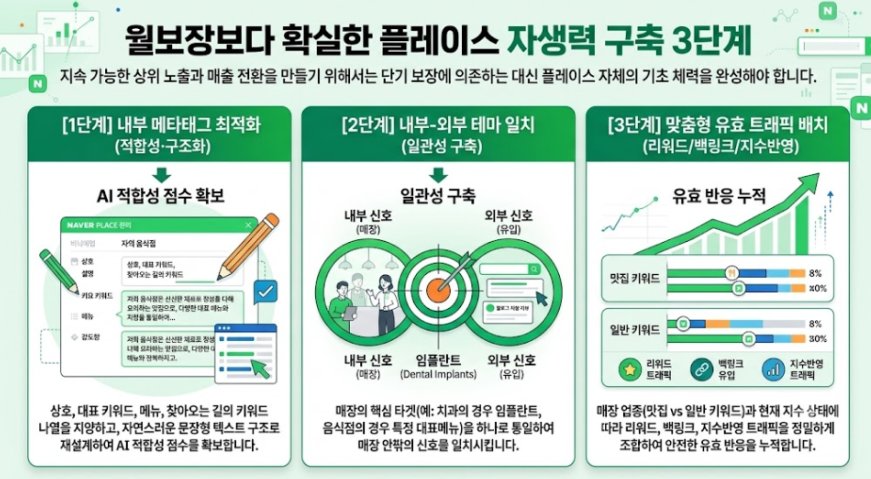 월보장보다 확실한 플레이스 자생력 구축 3단계
지속 가능한 상위 노출과 매출 전환을 만들기 위해서는 단기 보장에 의존하는 대신 플레이스 자체의 기초 체력을 완성해야 합니다.
[1단계] 내부 메타태그 최적화
(적합성·구조화)
AI 적합성 점수 확보
NAVER PLACE 관리
자의 음식점
상호
설명
상호, 대표 키워드,
찾아오는 길의 키워드
키요 키워드
메뉴
상호, 대표 키워드, 메뉴, 찾아오는 길의 키워드
나열을 지양하고, 자연스러운 문장형 텍스트 구조로
재설계하여 AI 적합성 점수를 확보합니다.
[2단계] 내부-외부 테마 일치
(일관성 구축)
일관성 구축
내부 신호
(매장)
외부 신호
(유입)
내부 신호
(매장)
임플란트
(Dental Implants)
외부 신호
(유입)
매장의 핵심 타겟(예: 치과의 경우 임플란트,
음식점의 경우 특정 대표메뉴)을 하나로 통일하여
매장 안팎의 신호를 일치시킵니다.
[3단계] 맞춤형 유효 트래픽 배치
(리워드/백링크/지수반영)
유효 반응 누적
맛집 키워드
8%
일반 키워드
8%
30%
리워드
트래픽
백링크
유입
지수반영
트래픽
매장 업종(맛집 vs 일반 키워드)과 현재 지수 상태에
따라 리워드, 백링크, 지수반영 트래픽을 정밀하게
조합하여 안전한 유효 반응을 누적합니다.
N
N
N